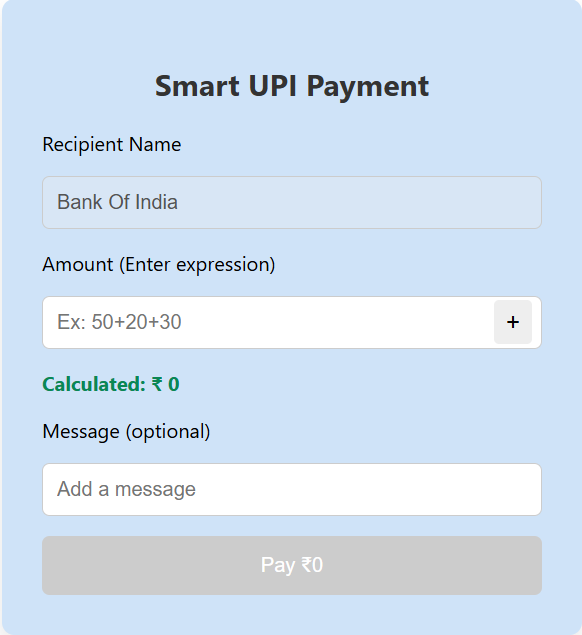 Smart UPI Payment
Recipient Name
Bank Of India
Amount (Enter expression)
Ex: 50+20+30 +
Calculated: ₹ 0
Message (optional)
Add a message
Pay ₹0